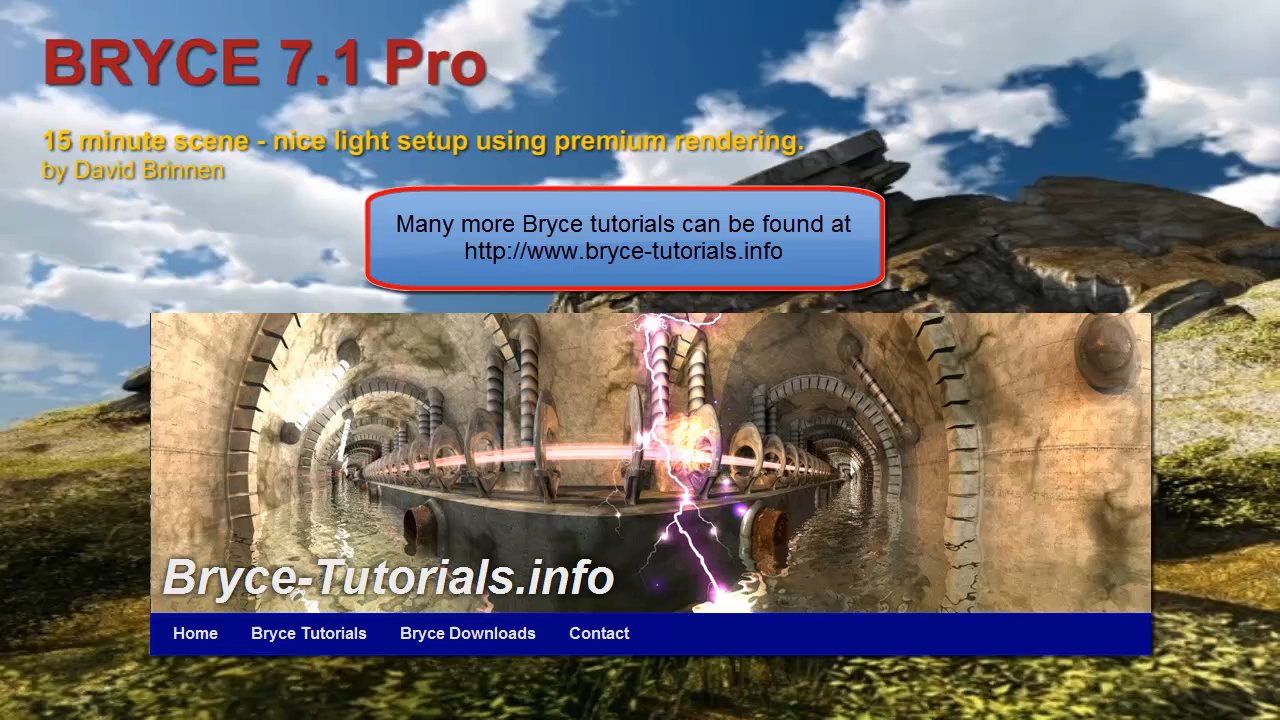 BRYCE 7.1 Pro
15 minute scene - nice light setup using premium rendering.
by David Brinnen
Many more Bryce tutorials can be found at
http://www.bryce-tutorials.info
Bryce-Tutorials.info
Home Bryce Tutorials Bryce Downloads Contact